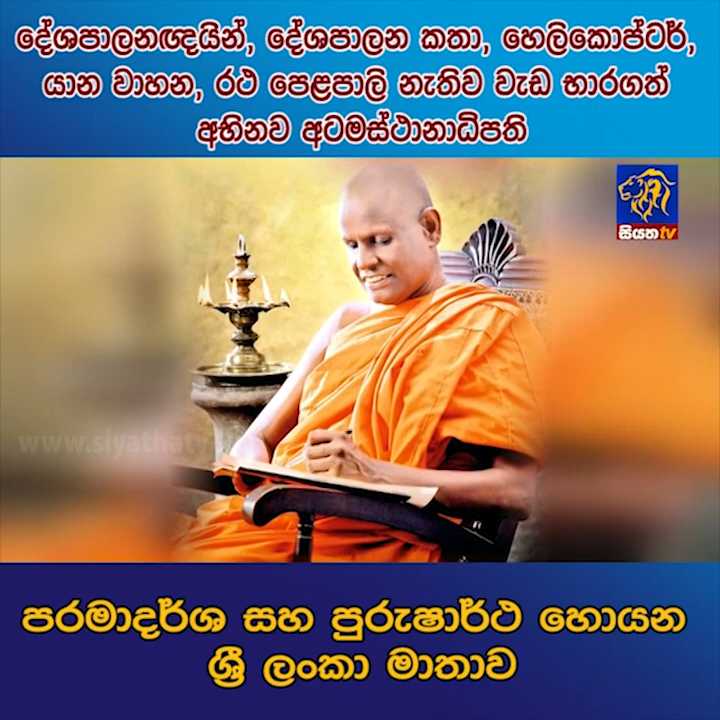 දේශපාලනඥයින්, දේශපාලන කතා, හෙලිකොප්ටර්,
යාන වාහන, රථ පෙළපාලි නැතිව වැඩ භාරගත්
අභිනව අටමස්ථානාධිපති
සියත tv
www.siyathatv
පරමාදර්ශ සහ පුරුෂාර්ථ හොයන
ශ්‍රී ලංකා මාතාව